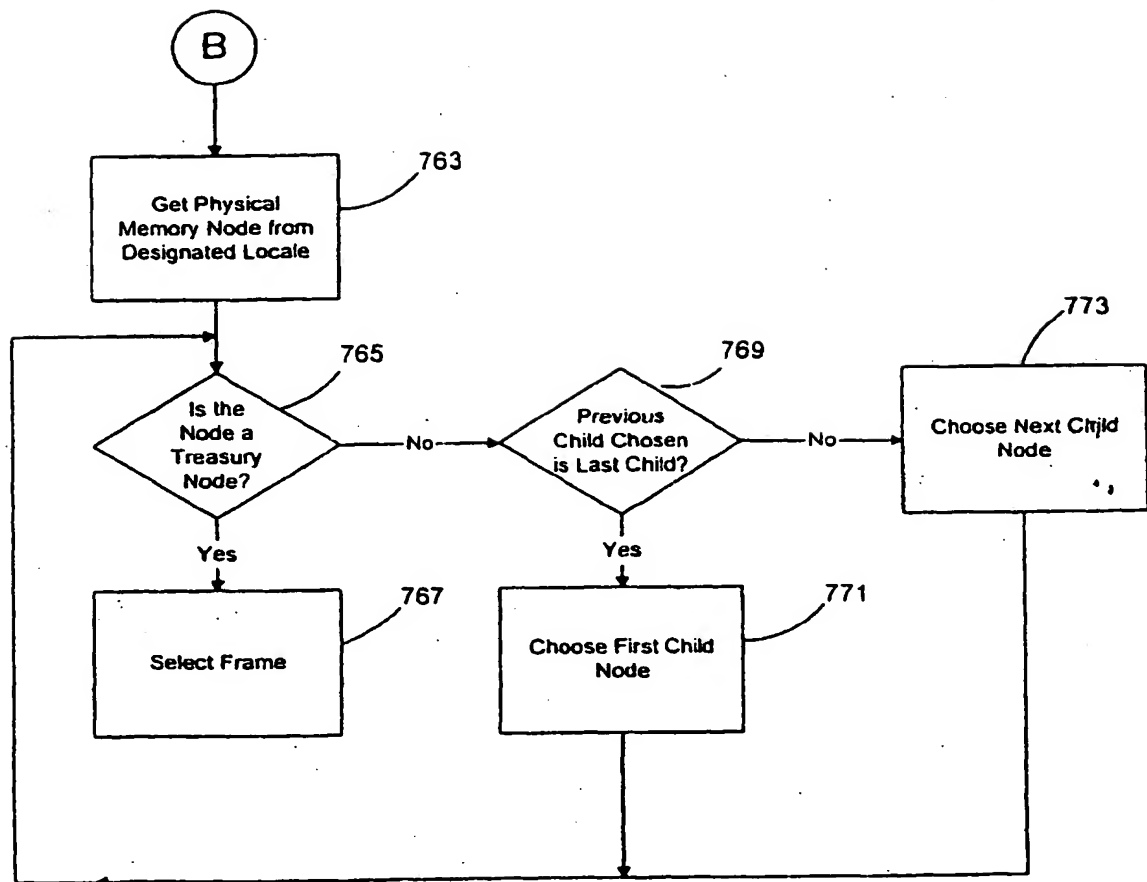 B
763
Get Physical
Memory Node from
Designated Locale
765
Is the
Node a
Treasury
Node?
No
769
Previous
Child Chosen
is Last Child?
No
773
Choose Next Child
Node
Yes
767
Select Frame
Yes
771
Choose First Child
Node